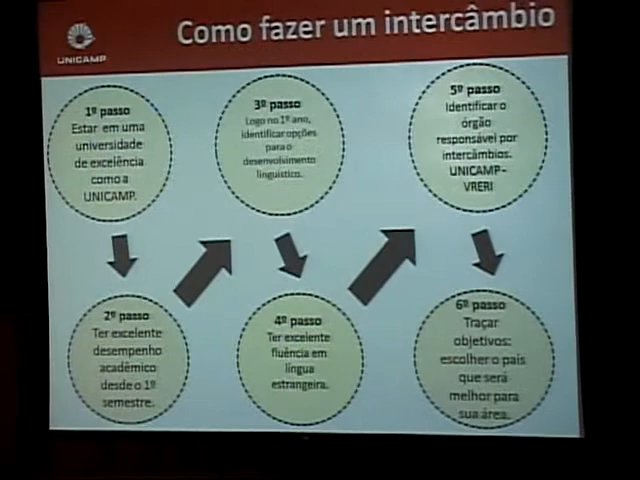 UNICAMP
Como fazer um intercâmbio
1º passo
Estar em uma
universidade
de excelência
como a
UNICAMP.
2º passo
Ter excelente
desempenho
acadêmico
desde o 1º
semestre.
3º passo
Logo no 1º ano,
identificar opções
para o
desenvolvimento
linguístico.
4º passo
Ter excelente
fluência em
língua
estrangeira.
5º passo
Identificar o
órgão
responsável por
intercâmbios.
UNICAMP-
VRERI
6º passo
Traçar
objetivos:
escolher o país
que será
melhor para
sua área.